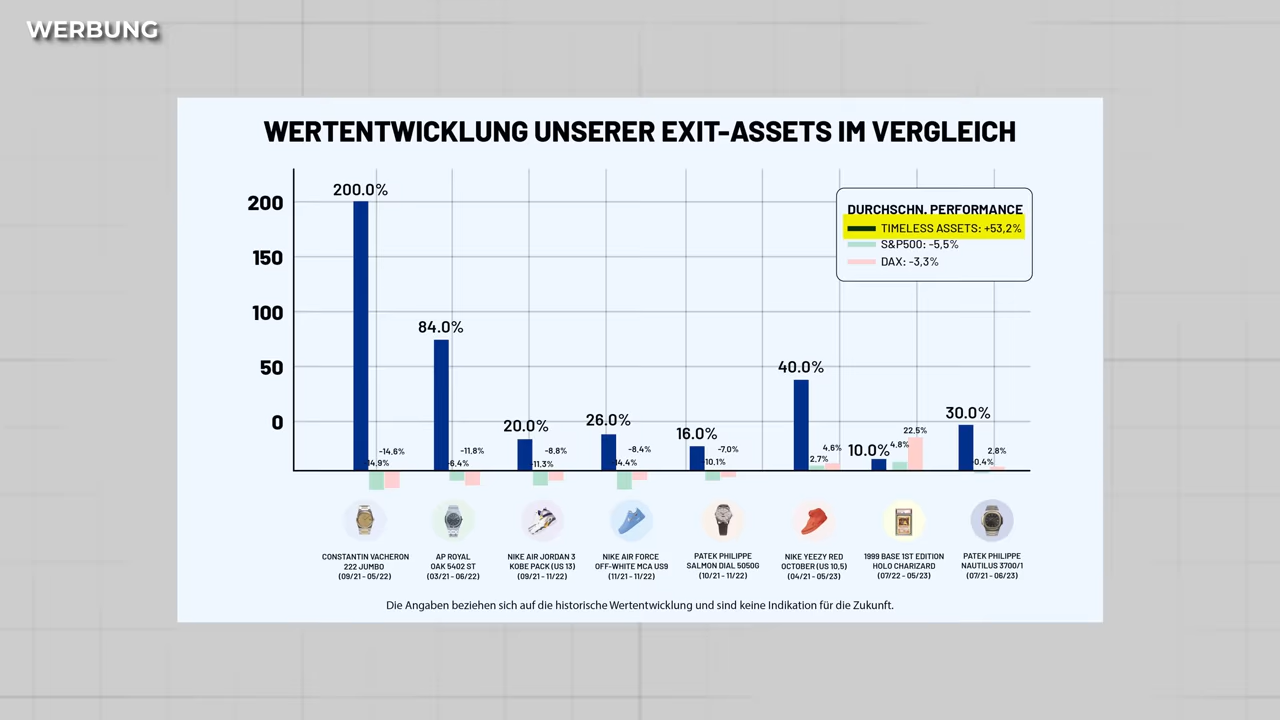 WERBUNG
WERTENTWICKLUNG UNSERER EXIT-ASSETS IM VERGLEICH
DURCHSCHN. PERFORMANCE
TIMELESS ASSETS: +53,2%
S&P500: -5,5%
DAX: -3,3%
200
150
100
50
0
200.0%
-14,6%
14,9%
84.0%
-11,8%
-6.4%
20.0%
-8,8%
-11,3%
26.0%
-8,4%
14.4%
16.0%
-7,0%
-10.1%
40.0%
4,6%
2,7%
10.0%
4,8%
22,5%
30.0%
2,8%
-0.4%
CONSTANTIN VACHERON
222 JUMBO
(09/21 - 05/22)
AP ROYAL
OAK 5402 ST
(03/21 - 06/22)
NIKE AIR JORDAN 3
KOBE PACK (US 13)
(09/21 - 11/22)
NIKE AIR FORCE
OFF-WHITE MCA US9
(11/21 - 11/22)
PATEK PHILIPPE
SALMON DIAL 5050G
(10/21 - 11/22)
NIKE YEEZY RED
OCTOBER (US 10,5)
(04/21 - 05/23)
1999 BASE 1ST EDITION
HOLO CHARIZARD
(07/22 - 05/23)
PATEK PHILIPPE
NAUTILUS 3700/1
(07/21 - 06/23)
Die Angaben beziehen sich auf die historische Wertentwicklung und sind keine Indikation für die Zukunft.